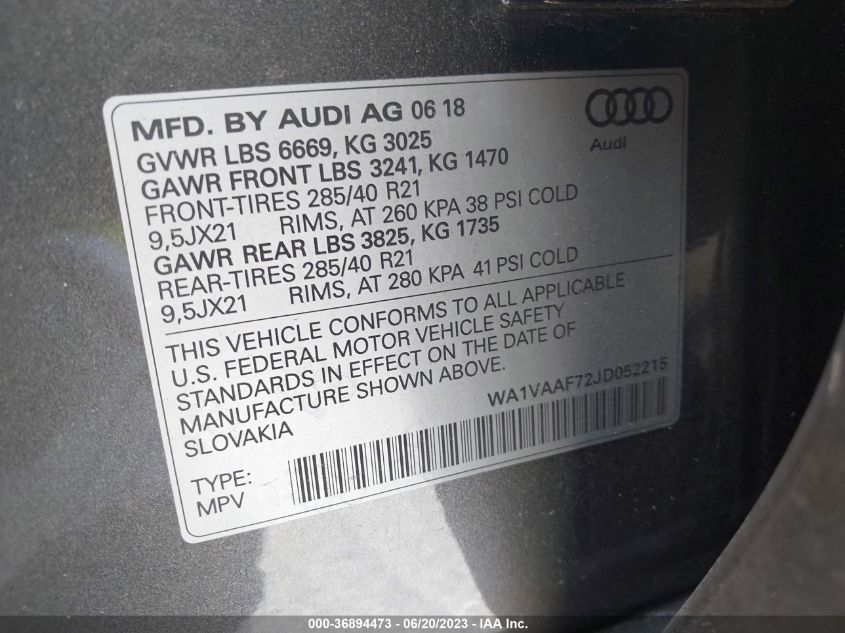 MFD. BY AUDI AG 06 18
Audi
GVWR LBS 6669, KG 3025
GAWR FRONT LBS 3241, KG 1470
FRONT-TIRES 285/40 R21
9,5JX21 RIMS, AT 260 KPA 38 PSI COLD
GAWR REAR LBS 3825, KG 1735
REAR-TIRES 285/40 R21
9,5JX21 RIMS, AT 280 KPA 41 PSI COLD
THIS VEHICLE CONFORMS TO ALL APPLICABLE
U.S. FEDERAL MOTOR VEHICLE SAFETY
STANDARDS IN EFFECT ON THE DATE OF
MANUFACTURE SHOWN ABOVE.
SLOVAKIA
WA1VAAF72JD052215
TYPE:
MPV
000-36894473 - 06/20/2023 - IAA Inc.